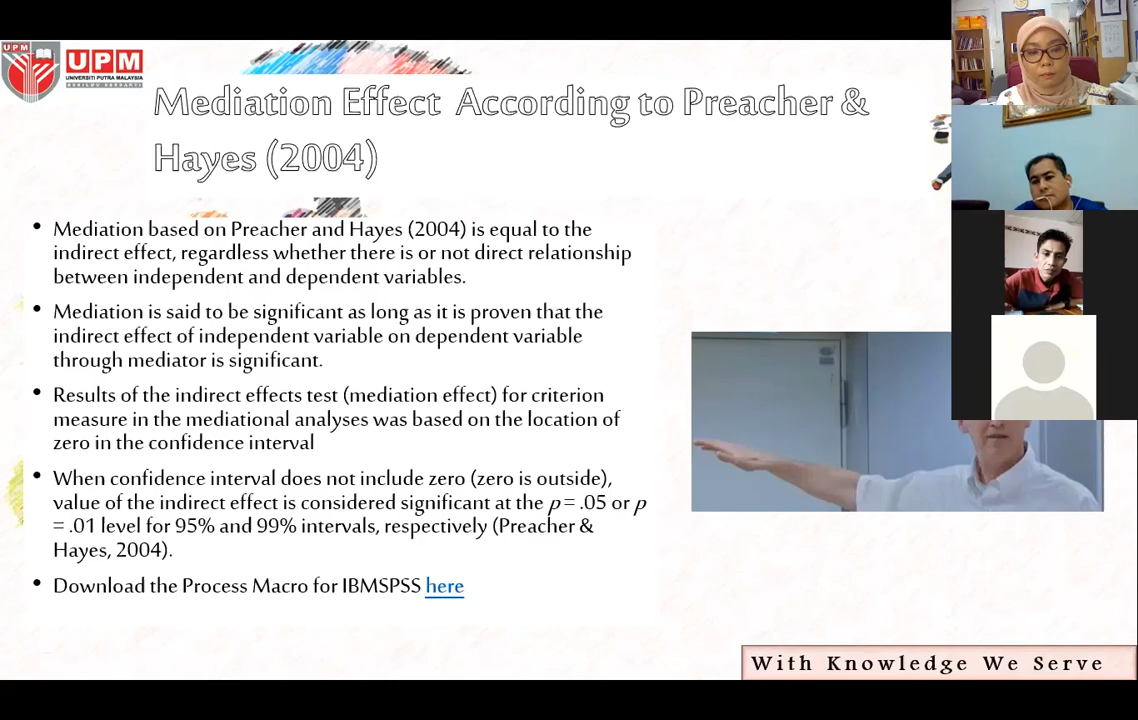 UPM
UPM
UNIVERSITI PUTRA MALAYSIA
Mediation Effect According to Preacher &
Hayes (2004)
• Mediation based on Preacher and Hayes (2004) is equal to the
indirect effect, regardless whether there is or not direct relationship
between independent and dependent variables.
• Mediation is said to be significant as long as it is proven that the
indirect effect of independent variable on dependent variable
through mediator is significant.
• Results of the indirect effects test (mediation effect) for criterion
measure in the mediational analyses was based on the location of
zero in the confidence interval
• When confidence interval does not include zero (zero is outside),
value of the indirect effect is considered significant at the p = .05 or p
= .01 level for 95% and 99% intervals, respectively (Preacher &
Hayes, 2004).
• Download the Process Macro for IBMSPSS here
With Knowledge We Serve